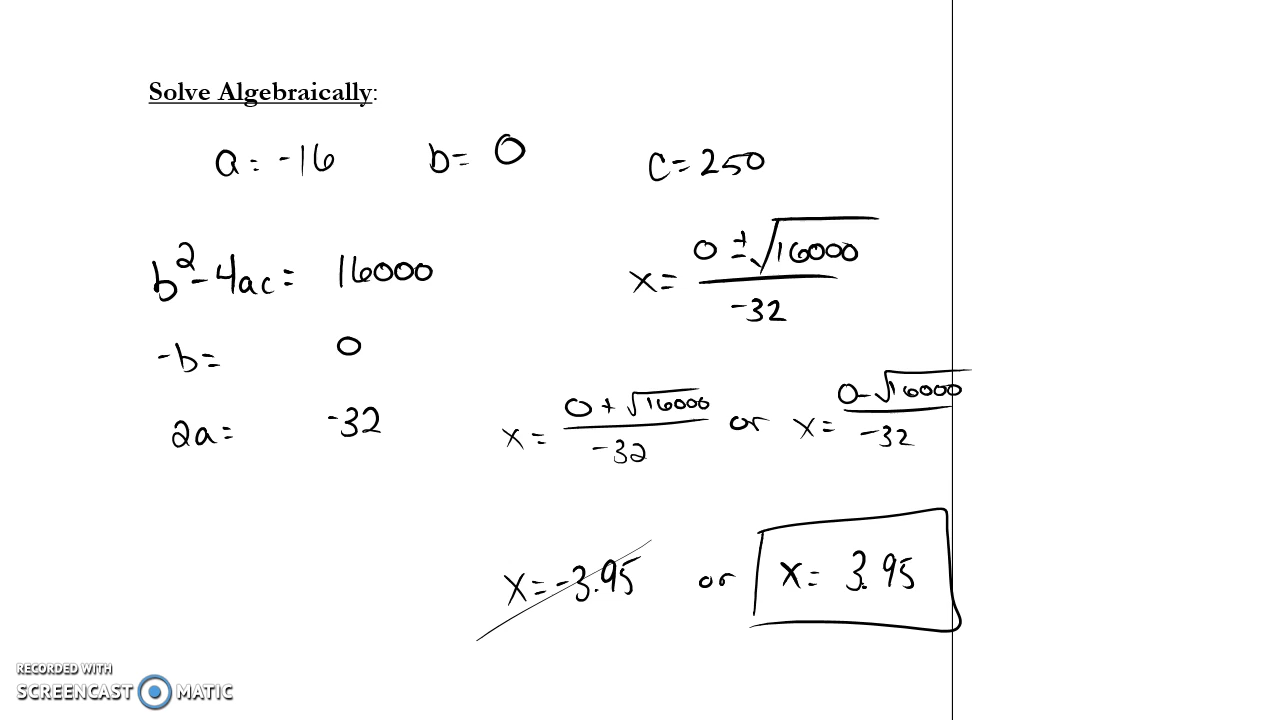 Solve Algebraically:
a = -16 b = 0 c = 250
b² - 4ac = 16000
x = 0 ± √16000 / -32
-b = 0
2a = -32
x = 0 + √16000 / -32 or x = 0 - √16000 / -32
x = -3.95 or x = 3.95
RECORDED WITH
SCREENCAST MATIC